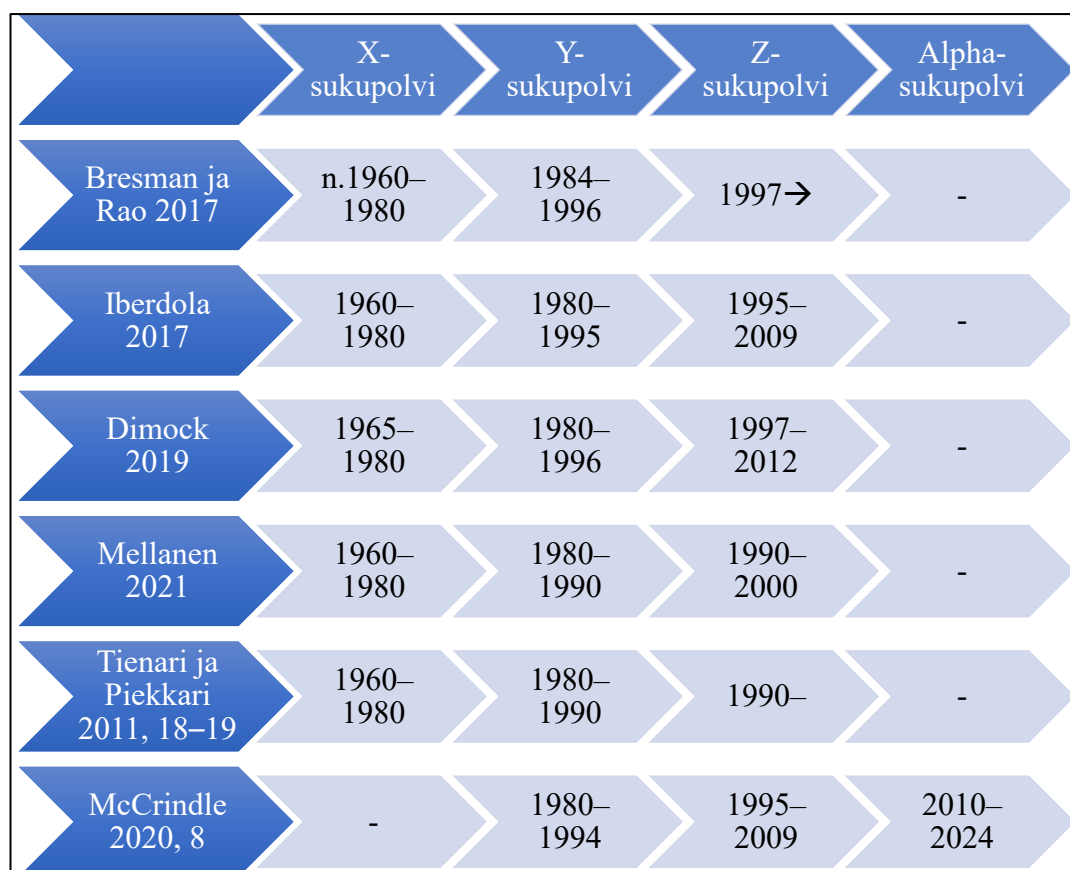 X-
sukupolvi
Y-
sukupolvi
Z-
sukupolvi
Alpha-
sukupolvi
Bresman ja
Rao 2017
n.1960–
1980
1984–
1996
1997→
-
Iberdola
2017
1960–
1980
1980–
1995
1995–
2009
-
Dimock
2019
1965–
1980
1980–
1996
1997–
2012
-
Mellanen
2021
1960–
1980
1980–
1990
1990–
2000
-
Tienari ja
Piekkari
2011, 18–19
1960–
1980
1980–
1990
1990–
-
McCrindle
2020, 8
-
1980–
1994
1995–
2009
2010–
2024